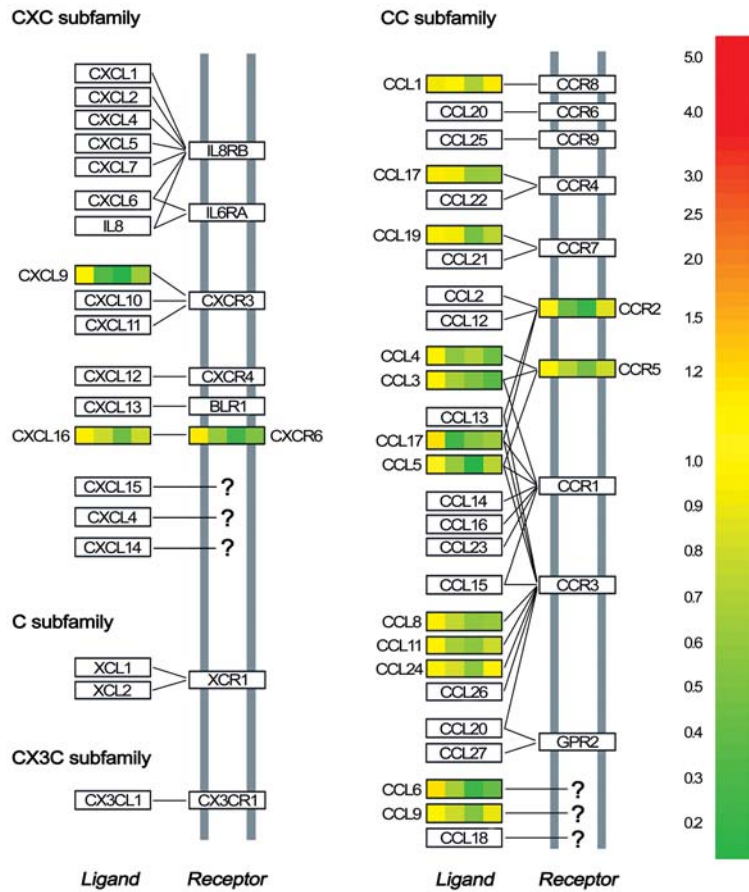 CXC subfamily
CXCL1
CXCL2
CXCL4
CXCL5
CXCL7
IL8RB
CXCL6
IL8
IL6RA
CXCL9
CXCL10
CXCL11
CXCR3
CXCL12
CXCR4
CXCL13
BLR1
CXCL16
CXCR6
CXCL15
?
CXCL4
?
CXCL14
?
C subfamily
XCL1
XCL2
XCR1
CX3C subfamily
CX3CL1
CX3CR1
Ligand
Receptor
CC subfamily
CCL1
CCR8
CCL20
CCR6
CCL25
CCR9
CCL17
CCL22
CCR4
CCL19
CCL21
CCR7
CCL2
CCL12
CCR2
CCL4
CCL3
CCR5
CCL13
CCL17
CCL5
CCR1
CCL14
CCL16
CCL23
CCL15
CCR3
CCL8
CCL11
CCL24
CCL26
CCL20
CCL27
GPR2
CCL6
?
CCL9
?
CCL18
?
Ligand
Receptor
5.0
4.0
3.0
2.5
2.0
1.5
1.2
1.0
0.9
0.8
0.7
0.6
0.5
0.4
0.3
0.2